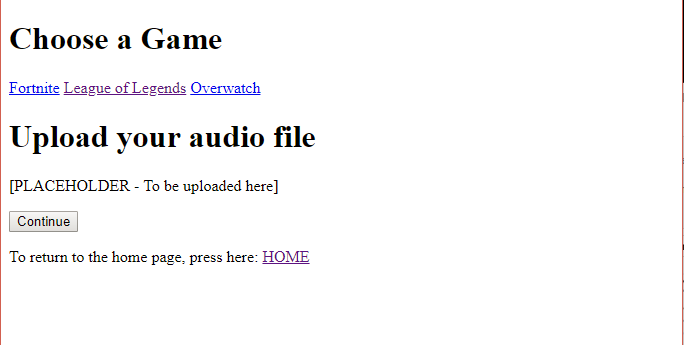 Choose a Game
Fortnite League of Legends Overwatch
Upload your audio file
[PLACEHOLDER - To be uploaded here]
Continue
To return to the home page, press here: HOME